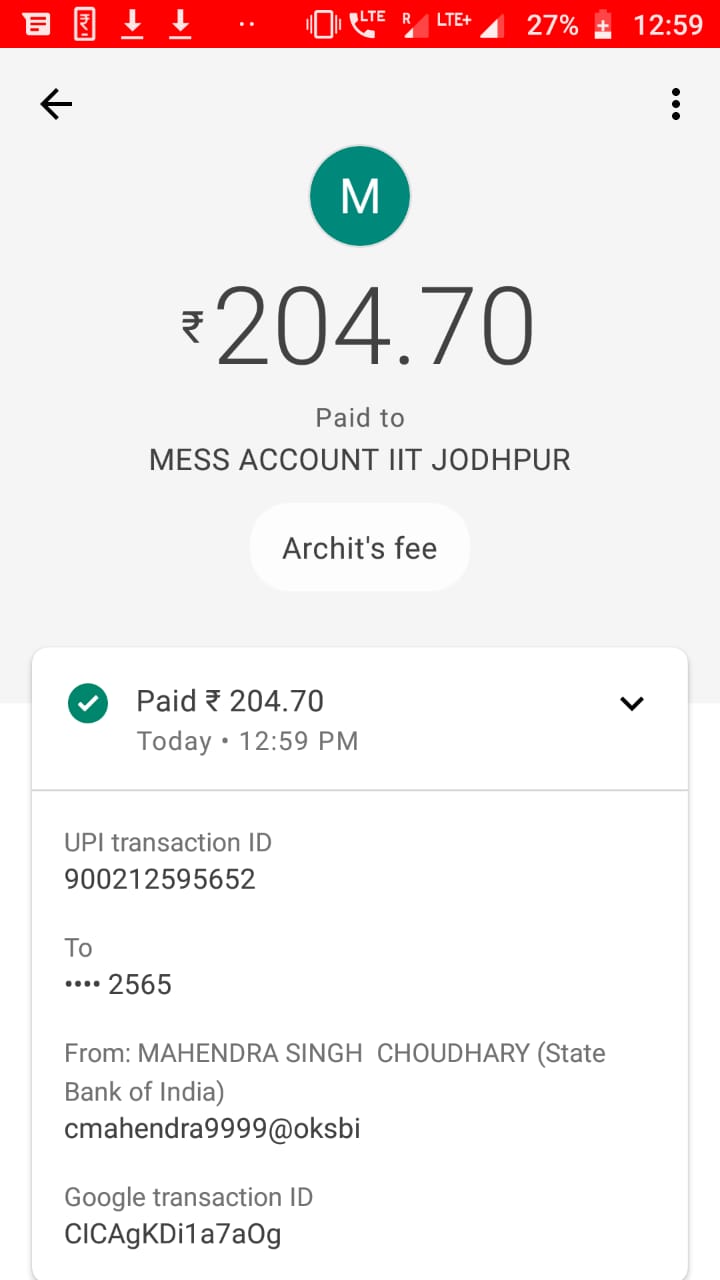 LTE R LTE+ 27% 12:59
M
₹204.70
Paid to
MESS ACCOUNT IIT JODHPUR
Archit's fee
Paid ₹ 204.70
Today • 12:59 PM
UPI transaction ID
900212595652
To
•••• 2565
From: MAHENDRA SINGH CHOUDHARY (State
Bank of India)
cmahendra9999@oksbi
Google transaction ID
CICAgKDi1a7aOg